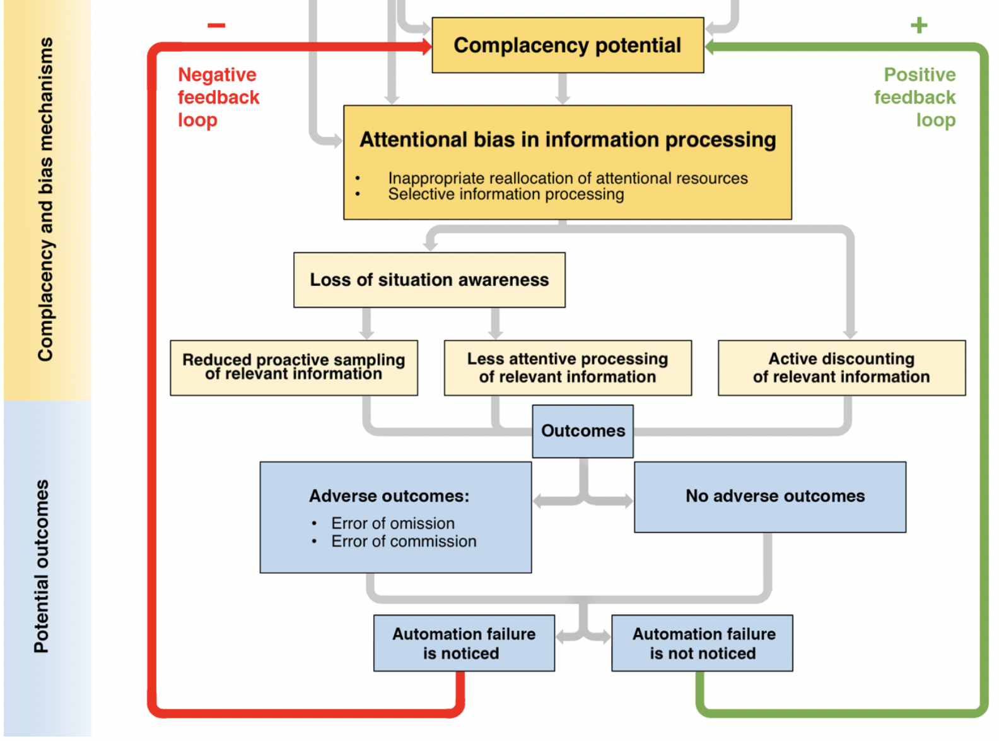 Complacency and bias mechanisms
Potential outcomes
−
+
Negative
feedback
loop
Positive
feedback
loop
Complacency potential
Attentional bias in information processing
• Inappropriate reallocation of attentional resources
• Selective information processing
Loss of situation awareness
Reduced proactive sampling
of relevant information
Less attentive processing
of relevant information
Active discounting
of relevant information
Outcomes
Adverse outcomes:
• Error of omission
• Error of commission
No adverse outcomes
Automation failure
is noticed
Automation failure
is not noticed